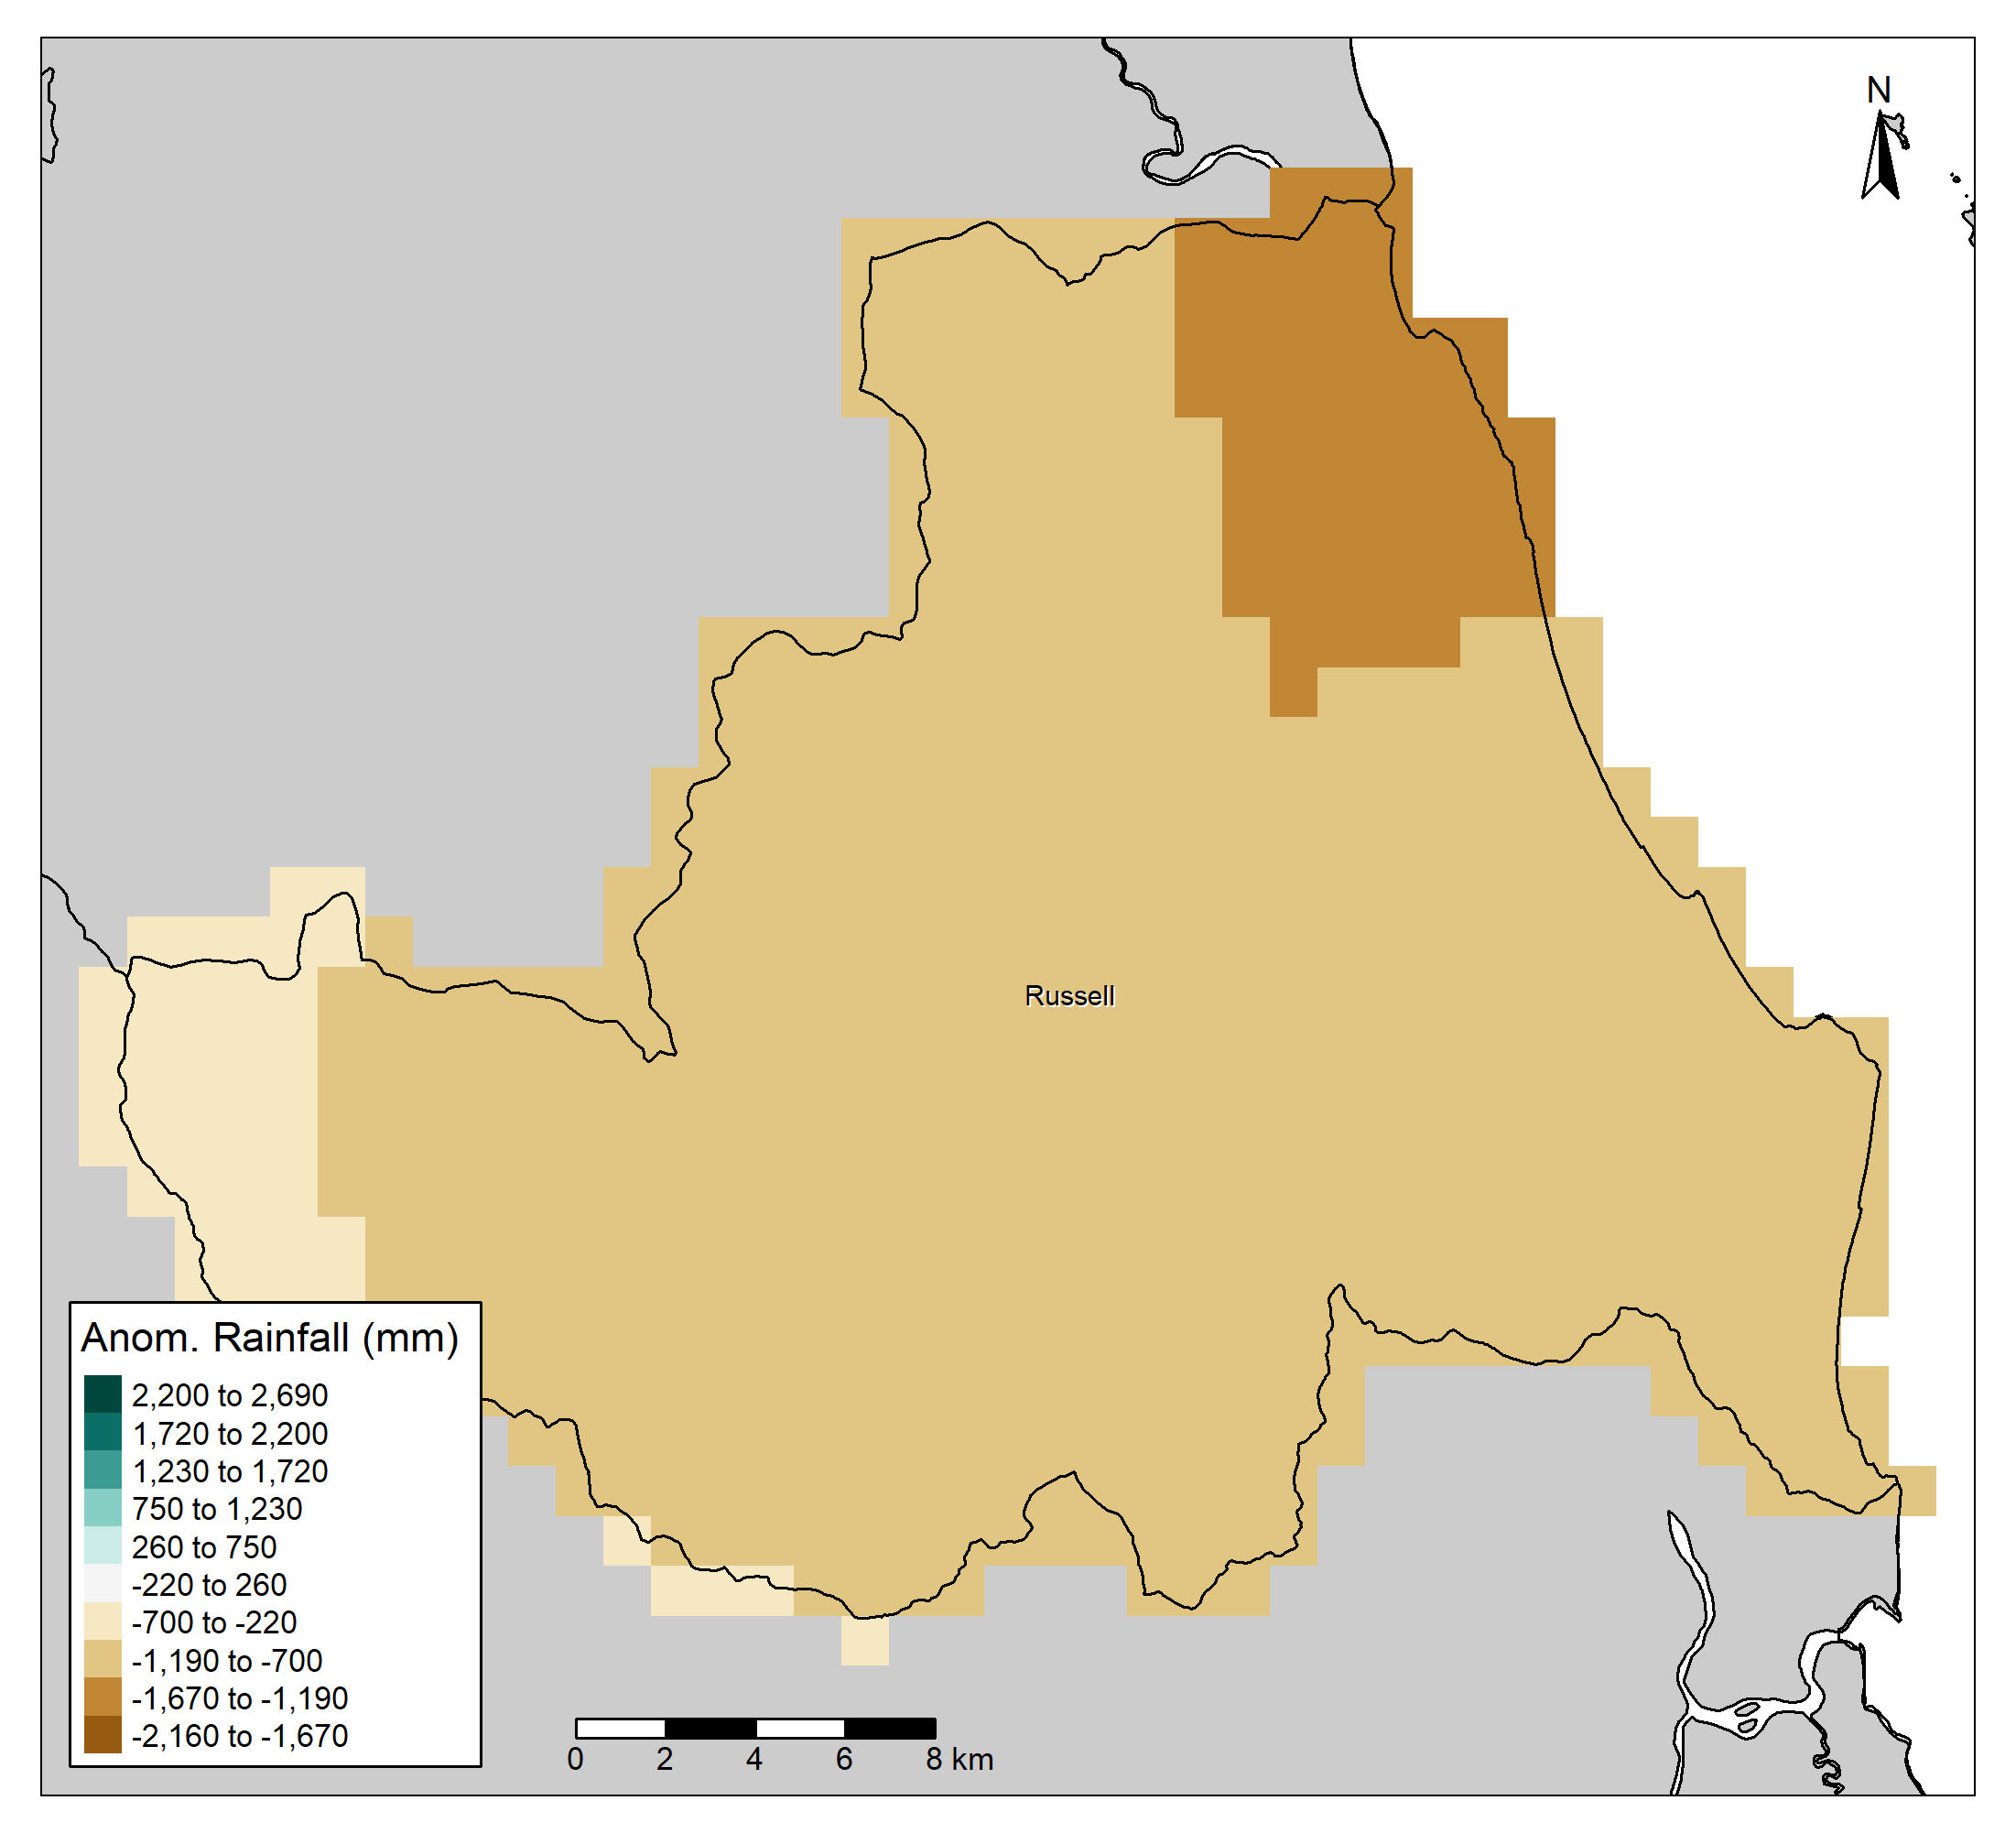 N
Russell
Anom. Rainfall (mm)
2,200 to 2,690
1,720 to 2,200
1,230 to 1,720
750 to 1,230
260 to 750
-220 to 260
-700 to -220
-1,190 to -700
-1,670 to -1,190
-2,160 to -1,670
0 2 4 6 8 km